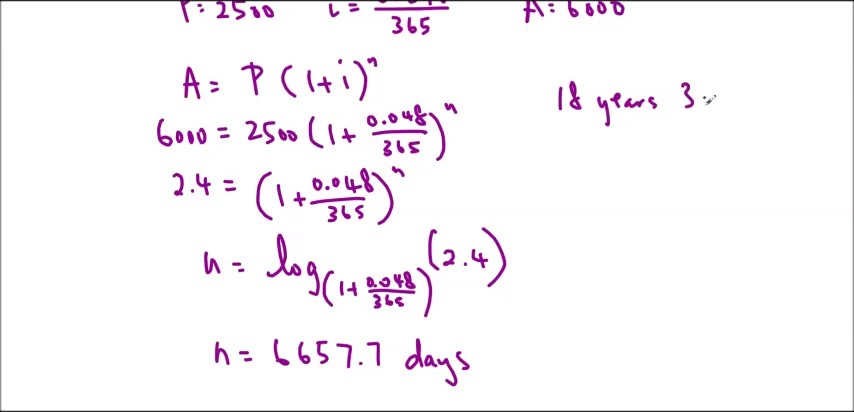 P: 2500 i = 0.048/365 A: 6000
A = P(1+i)^n
18 years 3
6000 = 2500(1+0.048/365)^n
2.4 = (1+0.048/365)^n
n = log_(1+0.048/365)(2.4)
n = 6657.7 days